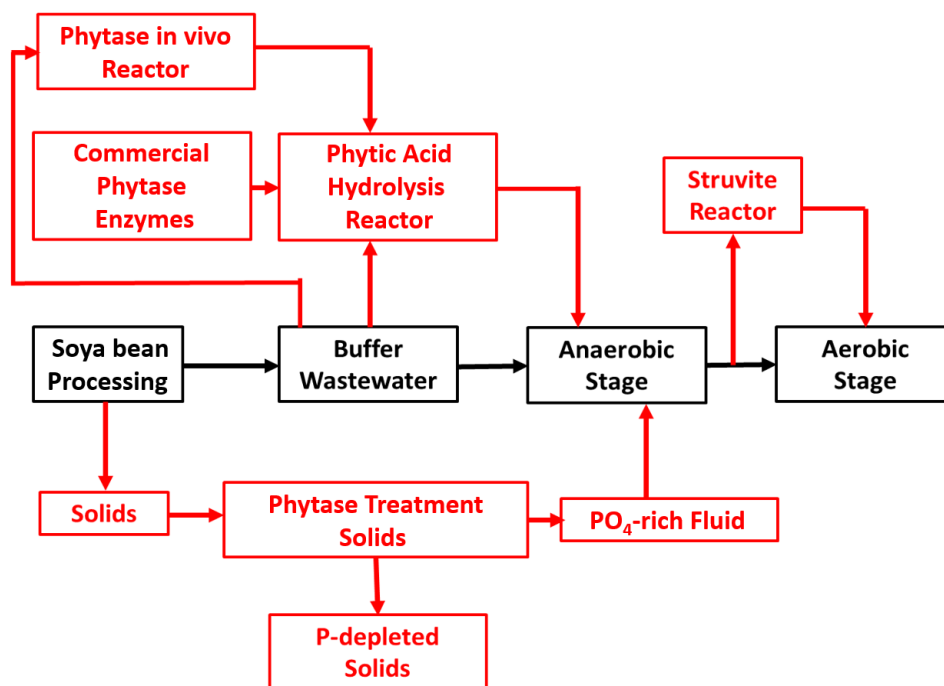 Phytase in vivo
Reactor
Commercial
Phytase
Enzymes
Phytic Acid
Hydrolysis
Reactor
Struvite
Reactor
Soya bean
Processing
Buffer
Wastewater
Anaerobic
Stage
Aerobic
Stage
Solids
Phytase Treatment
Solids
PO₄-rich Fluid
P-depleted
Solids